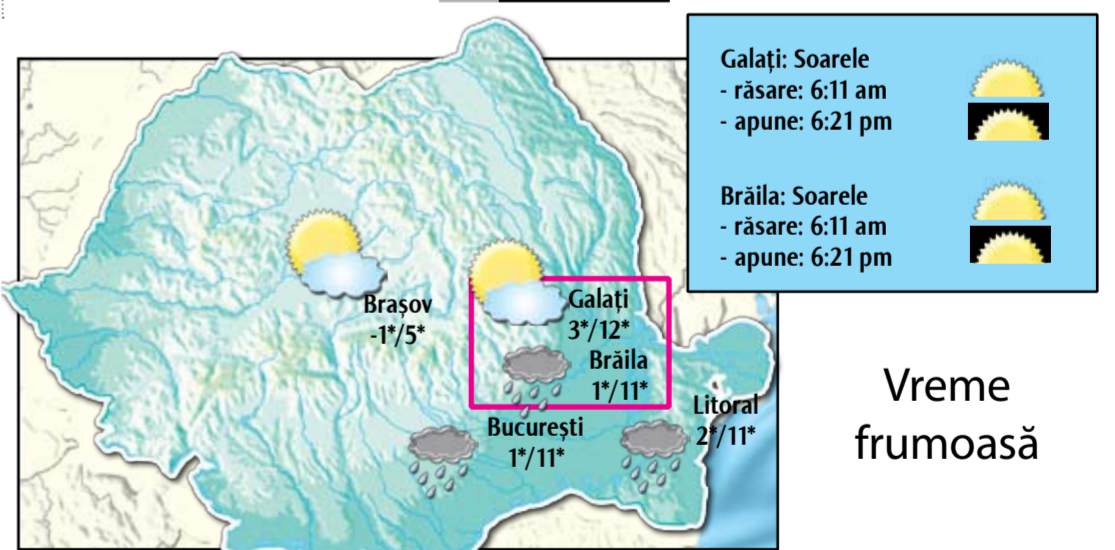 Galați: Soarele
- răsare: 6:11 am
- apune: 6:21 pm
Brăila: Soarele
- răsare: 6:11 am
- apune: 6:21 pm
Brașov
-1*/5*
Galați
3*/12*
Brăila
1*/11*
București
1*/11*
Litoral
2*/11*
Vreme
frumoasă